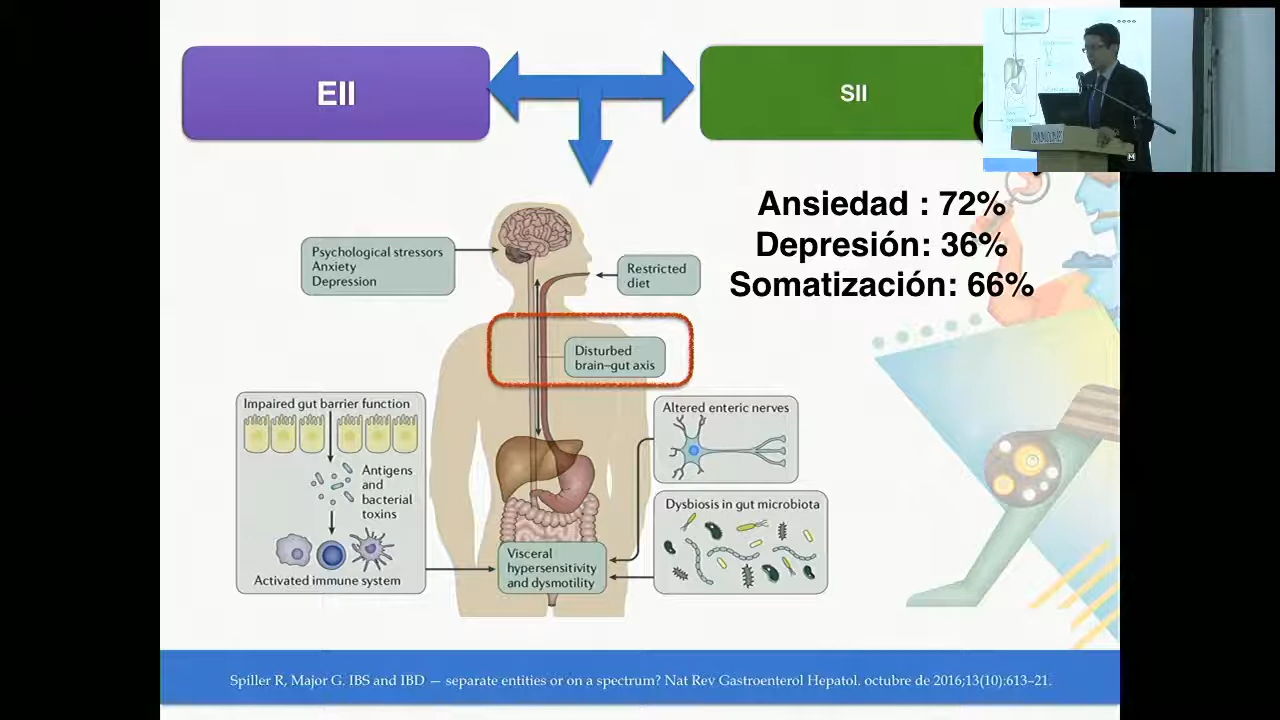 EII
SII
Ansiedad : 72%
Depresión: 36%
Somatización: 66%
Psychological stressors
Anxiety
Depression
Restricted
diet
Disturbed
brain–gut axis
Impaired gut barrier function
Antigens
and
bacterial
toxins
Activated immune system
Altered enteric nerves
Dysbiosis in gut microbiota
Visceral
hypersensitivity
and dysmotility
Spiller R, Major G. IBS and IBD — separate entities or on a spectrum? Nat Rev Gastroenterol Hepatol. octubre de 2016;13(10):613–21.